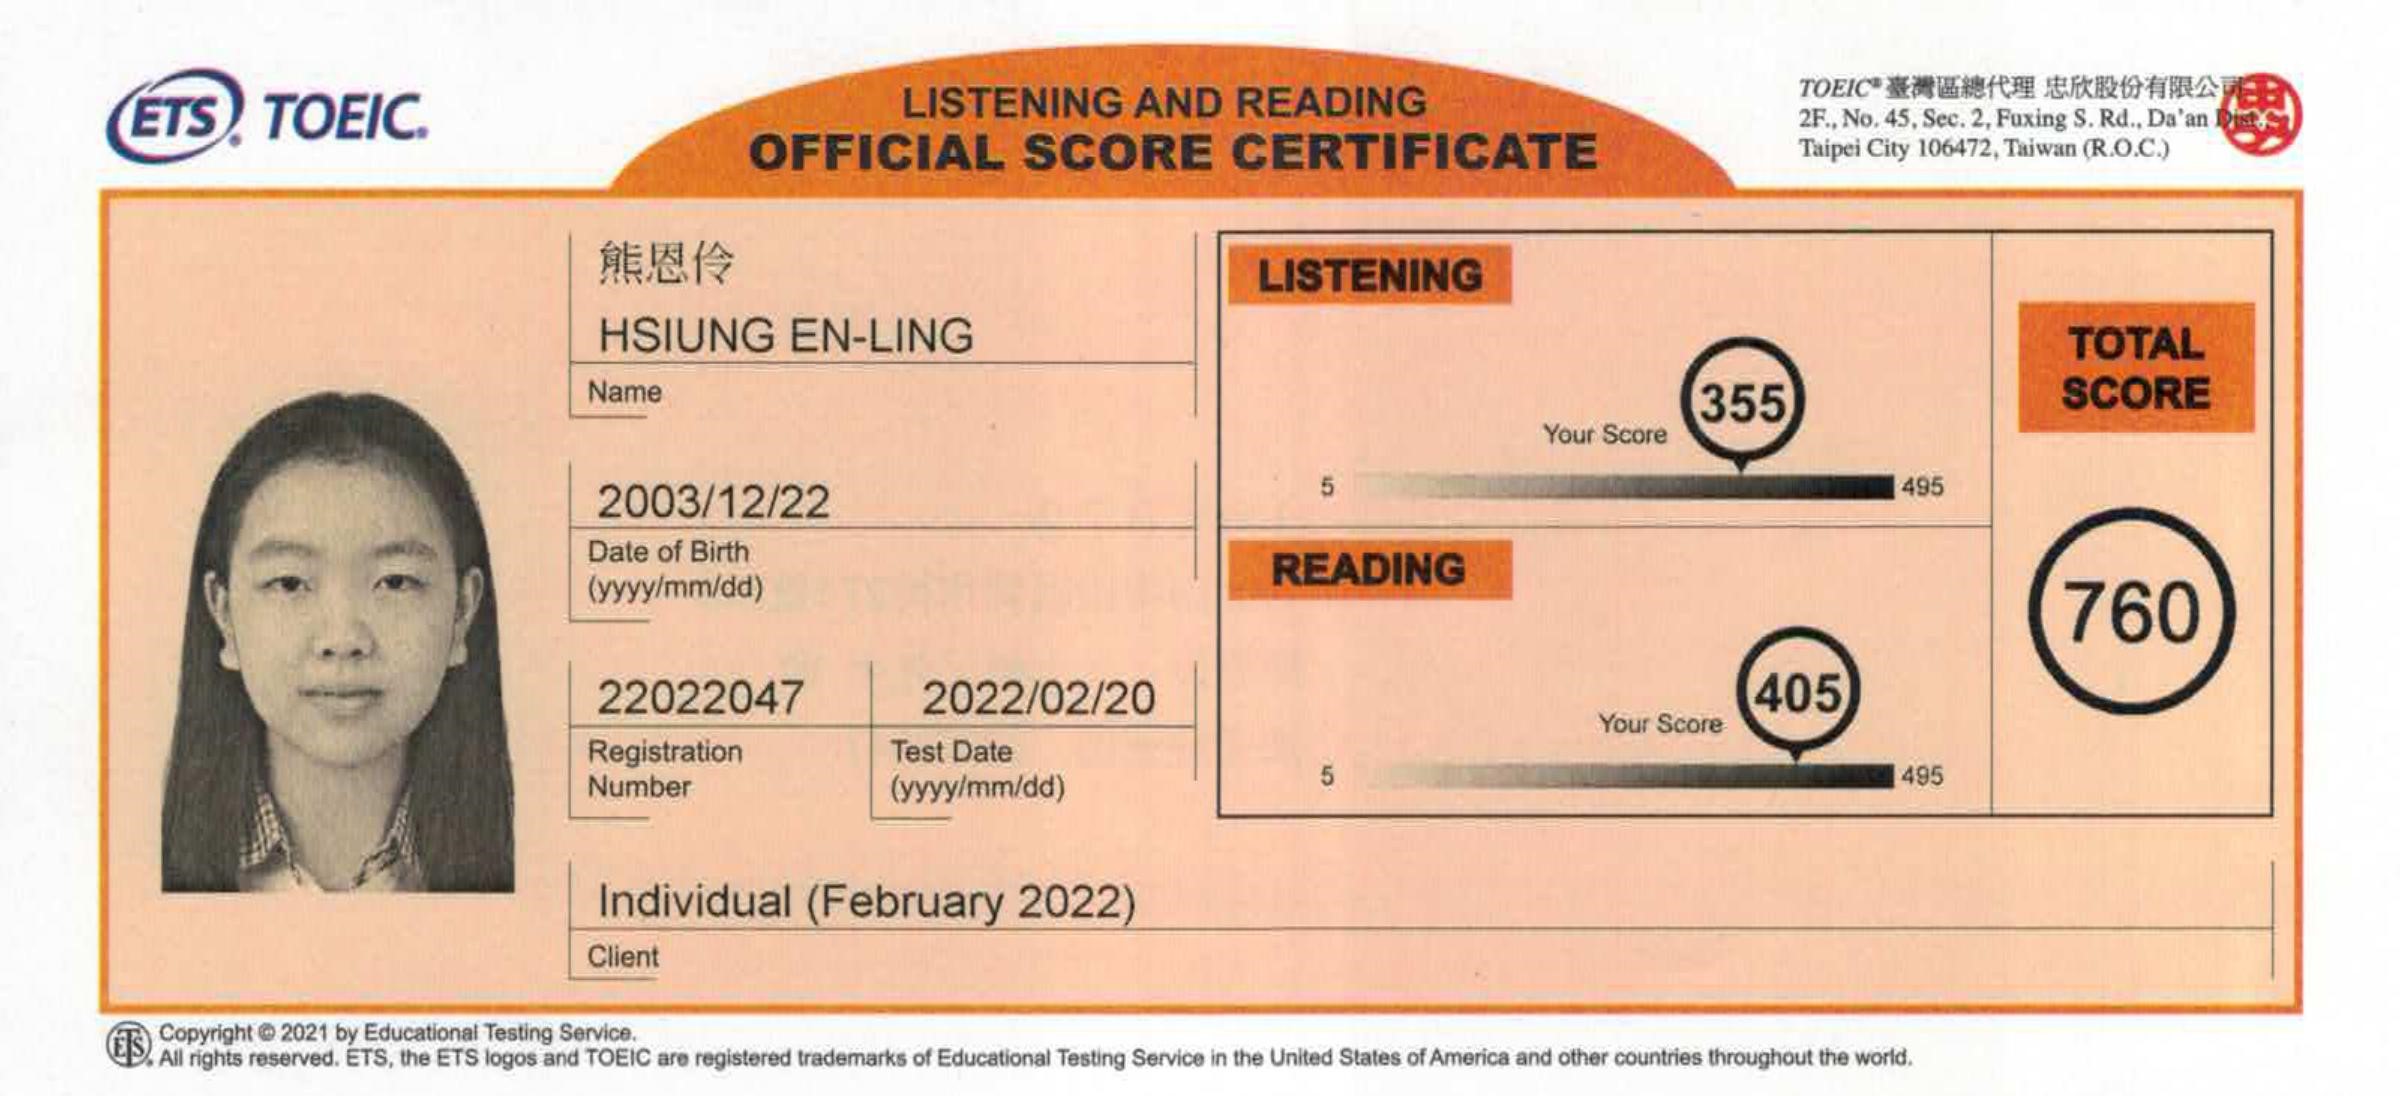 ETS® TOEIC®
LISTENING AND READING
OFFICIAL SCORE CERTIFICATE
TOEIC® 臺灣區總代理 忠欣股份有限公司
2F., No. 45, Sec. 2, Fuxing S. Rd., Da'an Dist.,
Taipei City 106472, Taiwan (R.O.C.)
熊恩伶
HSIUNG EN-LING
Name
2003/12/22
Date of Birth
(yyyy/mm/dd)
22022047
Registration
Number
2022/02/20
Test Date
(yyyy/mm/dd)
Individual (February 2022)
Client
LISTENING
355
Your Score
5 495
READING
405
Your Score
5 495
TOTAL
SCORE
760
ETS® Copyright © 2021 by Educational Testing Service.
All rights reserved. ETS, the ETS logos and TOEIC are registered trademarks of Educational Testing Service in the United States of America and other countries throughout the world.